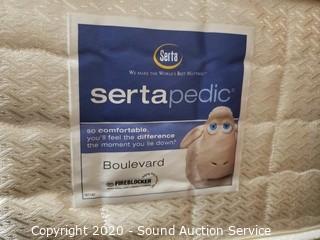 Serta
WE MAKE THE WORLD'S BEST MATTRESS™
sertapedic®
so comfortable,
you'll feel the difference
the moment you lie down.®
Boulevard
FIREBLOCKER
Copyright 2020 - Sound Auction Service